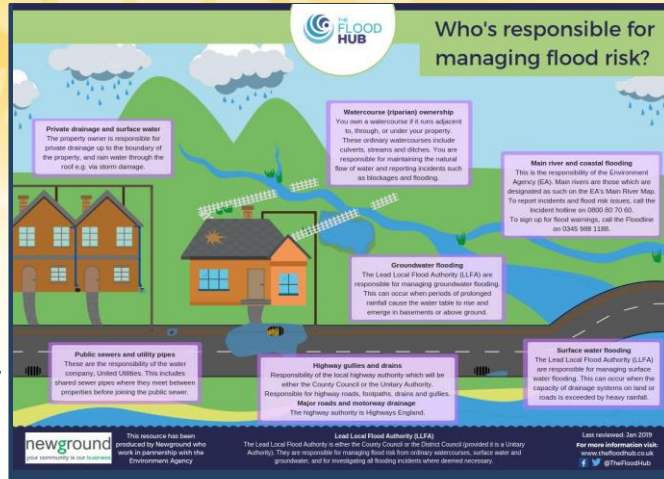 THE
FLOOD
HUB
Who's responsible for
managing flood risk?
Private drainage and surface water
The property owner is responsible for
private drainage up to the boundary of
the property, and rain water through the
roof e.g. via storm damage.
Watercourse (riparian) ownership
You own a watercourse if it runs adjacent
to, through, or under your property.
These ordinary watercourses include
culverts, streams and ditches. You are
responsible for maintaining the natural
flow of water and reporting incidents such
as blockages and flooding.
Main river and coastal flooding
This is the responsibility of the Environment
Agency (EA). Main rivers are those which are
designated as such on the EA's Main River Map.
To report incidents and flood risk issues, call the
Incident hotline on 0800 80 70 60.
To sign up for flood warnings, call the Floodline
on 0345 988 1188.
Groundwater flooding
The Lead Local Flood Authority (LLFA) are
responsible for managing groundwater flooding.
This can occur when periods of prolonged
rainfall cause the water table to rise and
emerge in basements or above ground.
Public sewers and utility pipes
These are the responsibility of the water
company, United Utilities. This includes
shared sewer pipes where they meet between
properties before joining the public sewer.
Highway gullies and drains
Responsibility of the local highway authority which will be
either the County Council or the Unitary Authority.
Responsible for highway roads, footpaths, drains and gullies.
Major roads and motorway drainage
The highway authority is Highways England.
Surface water flooding
The Lead Local Flood Authority (LLFA)
are responsible for managing surface
water flooding. This can occur when the
capacity of drainage systems on land or
roads is exceeded by heavy rainfall.
newground
your community is our business
This resource has been
produced by Newground who
work in partnership with the
Environment Agency
Lead Local Flood Authority (LLFA)
The Lead Local Flood Authority is either the County Council or the District Council (provided it is a Unitary
Authority). They are responsible for managing flood risk from ordinary watercourses, surface water and
groundwater, and for investigating all flooding incidents where deemed necessary.
Last reviewed: Jan 2019
For more information visit:
www.thefloodhub.co.uk
@TheFloodHub